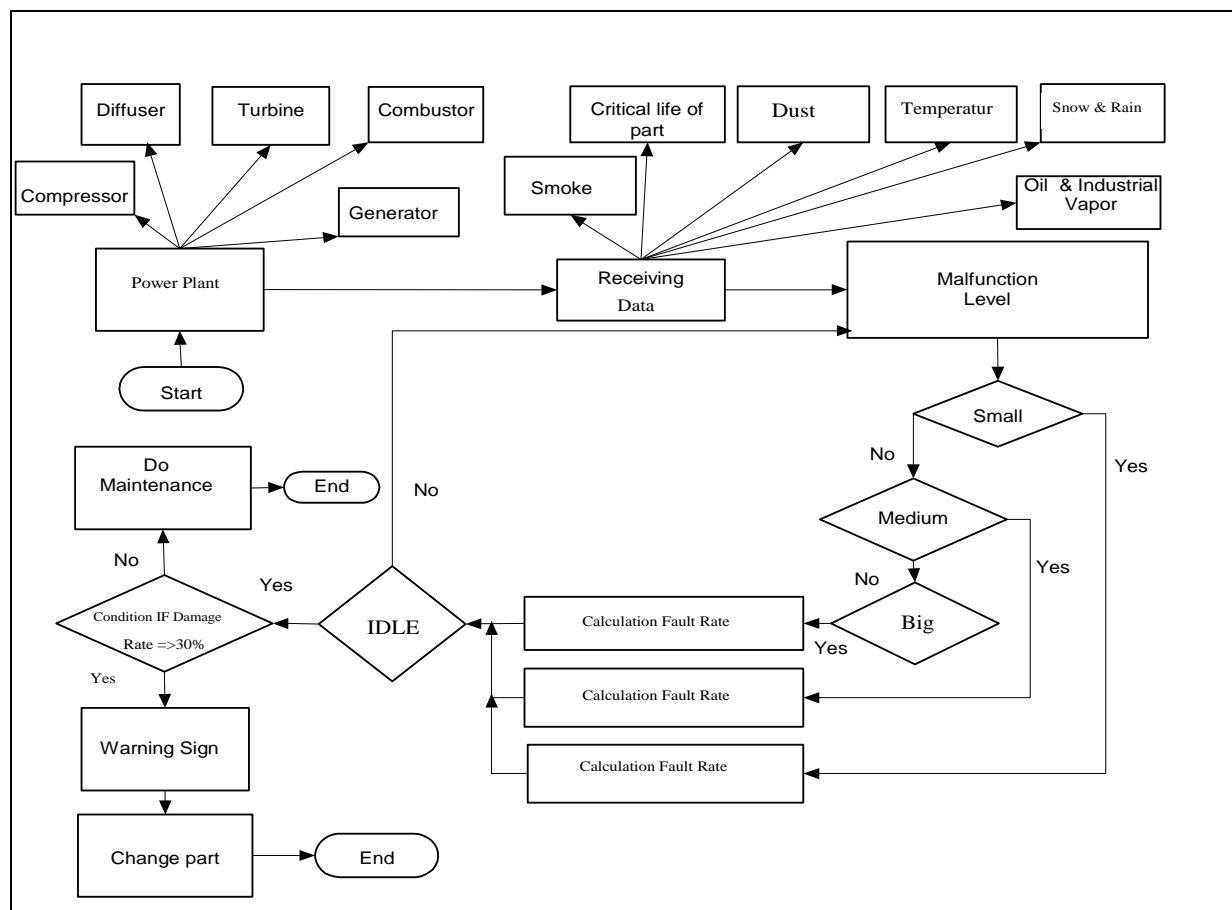 Diffuser
Turbine
Combustor
Critical life of
part
Dust
Temperatur
Snow & Rain
Compressor
Generator
Smoke
Oil & Industrial
Vapor
Power Plant
Receiving
Data
Malfunction
Level
Start
Small
Do
Maintenance
End
No
No
Yes
Medium
No
Yes
No
Yes
Condition IF Damage
Rate =>30%
IDLE
Calculation Fault Rate
Yes
Big
Yes
Calculation Fault Rate
Warning Sign
Calculation Fault Rate
Change part
End